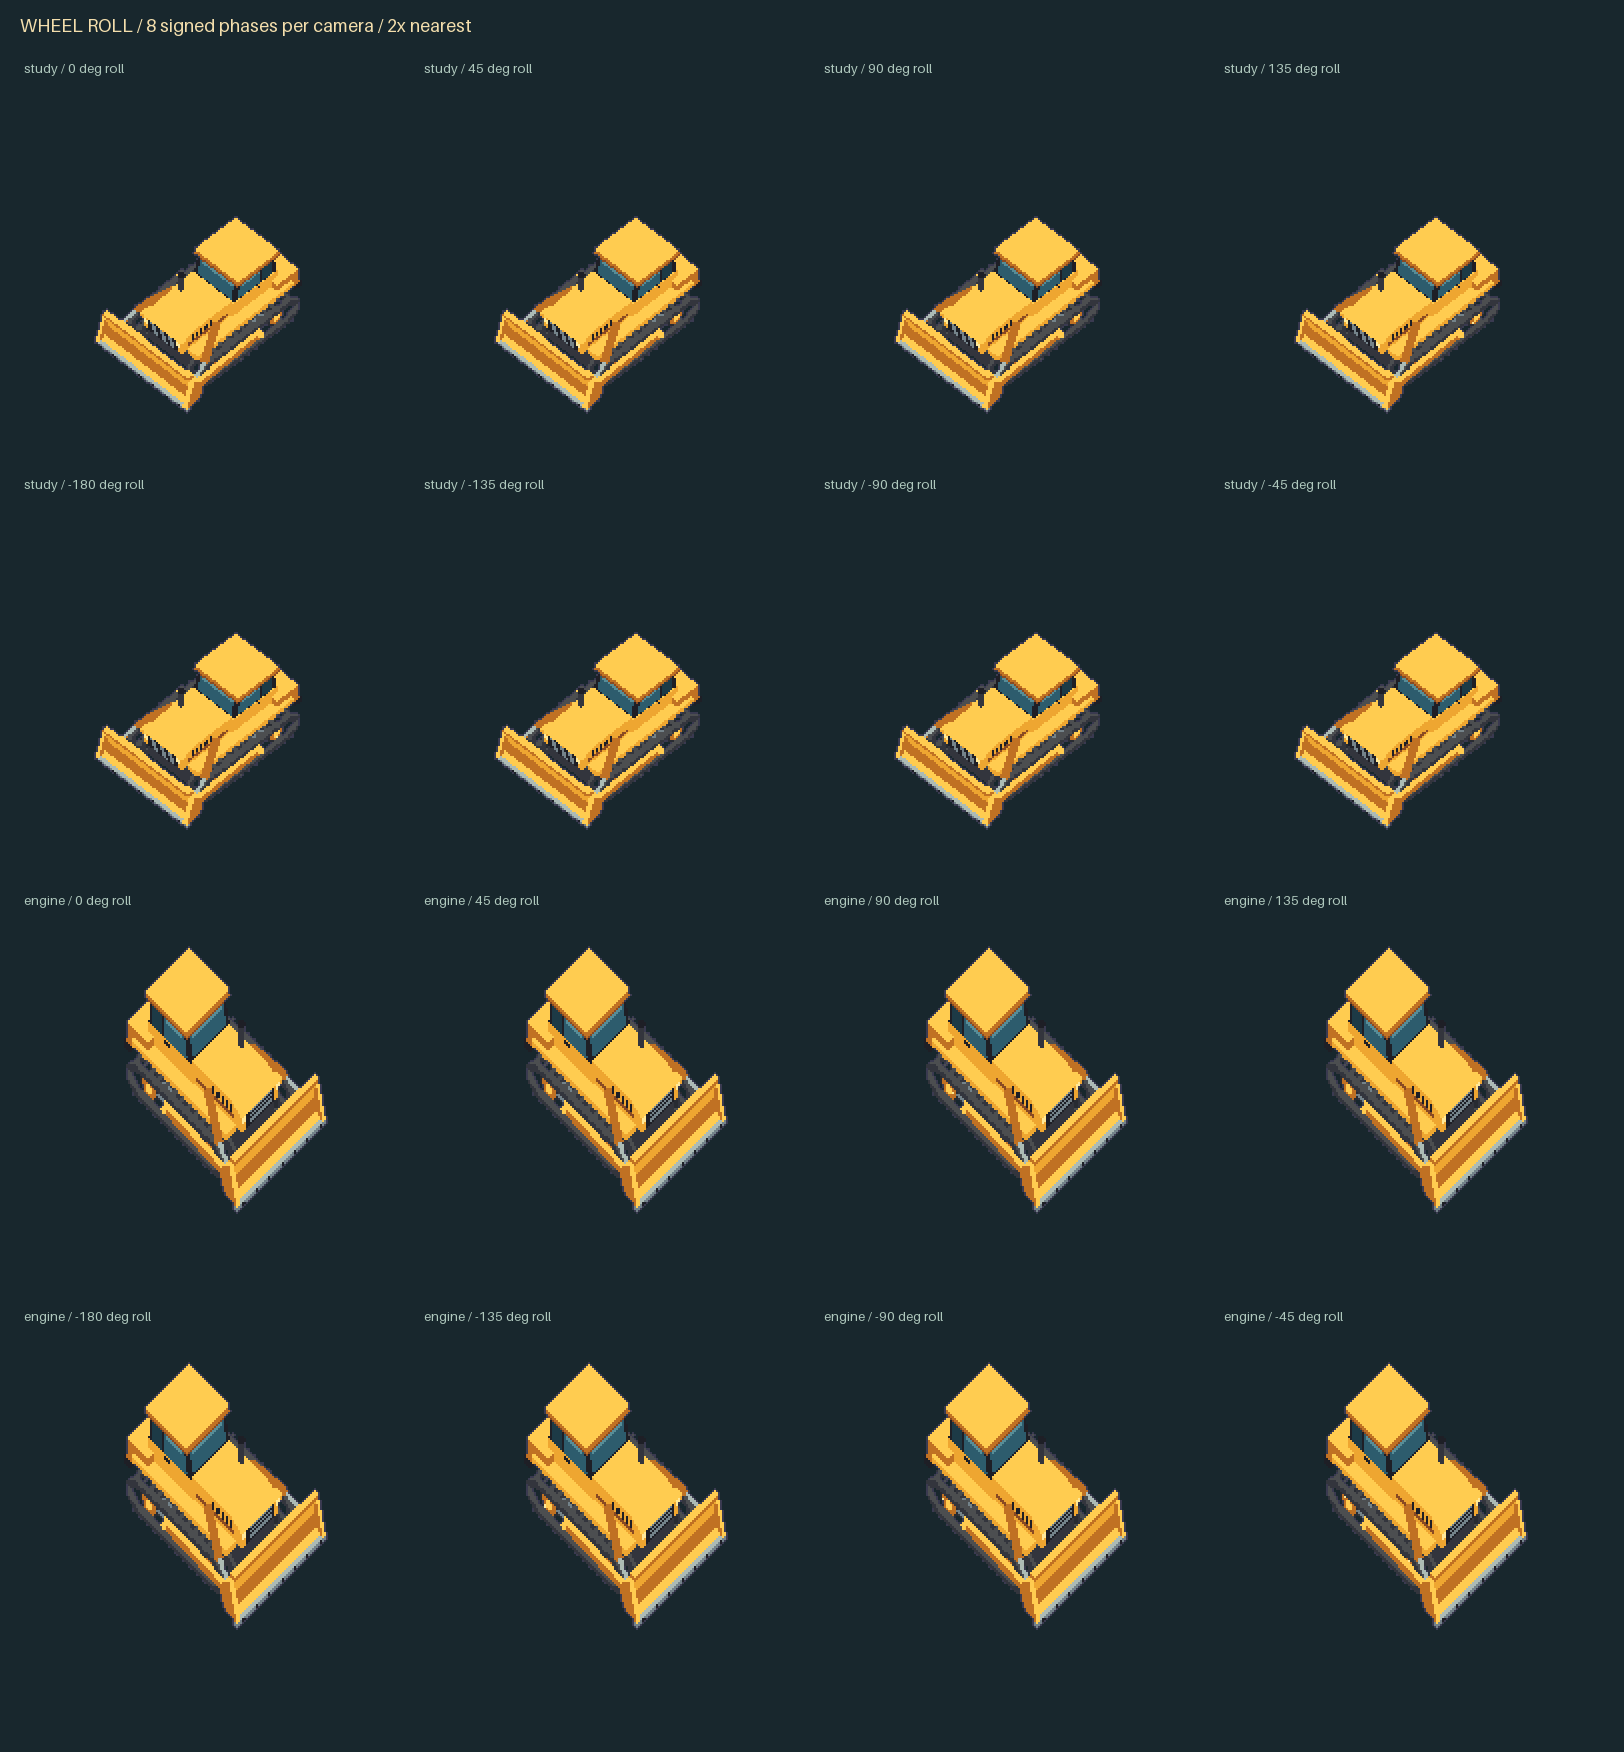 WHEEL ROLL / 8 signed phases per camera / 2x nearest
study / 0 deg roll
study / 45 deg roll
study / 90 deg roll
study / 135 deg roll
study / -180 deg roll
study / -135 deg roll
study / -90 deg roll
study / -45 deg roll
engine / 0 deg roll
engine / 45 deg roll
engine / 90 deg roll
engine / 135 deg roll
engine / -180 deg roll
engine / -135 deg roll
engine / -90 deg roll
engine / -45 deg roll